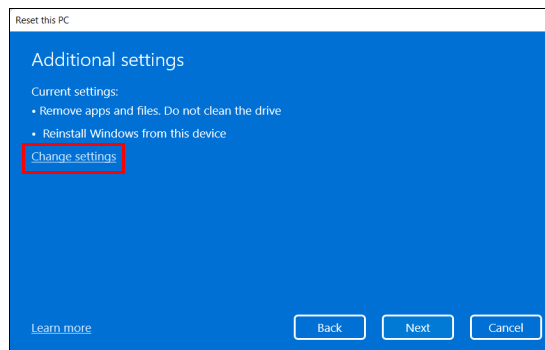 Reset this PC
Additional settings
Current settings:
• Remove apps and files. Do not clean the drive
• Reinstall Windows from this device
Change settings
Learn more
Back
Next
Cancel